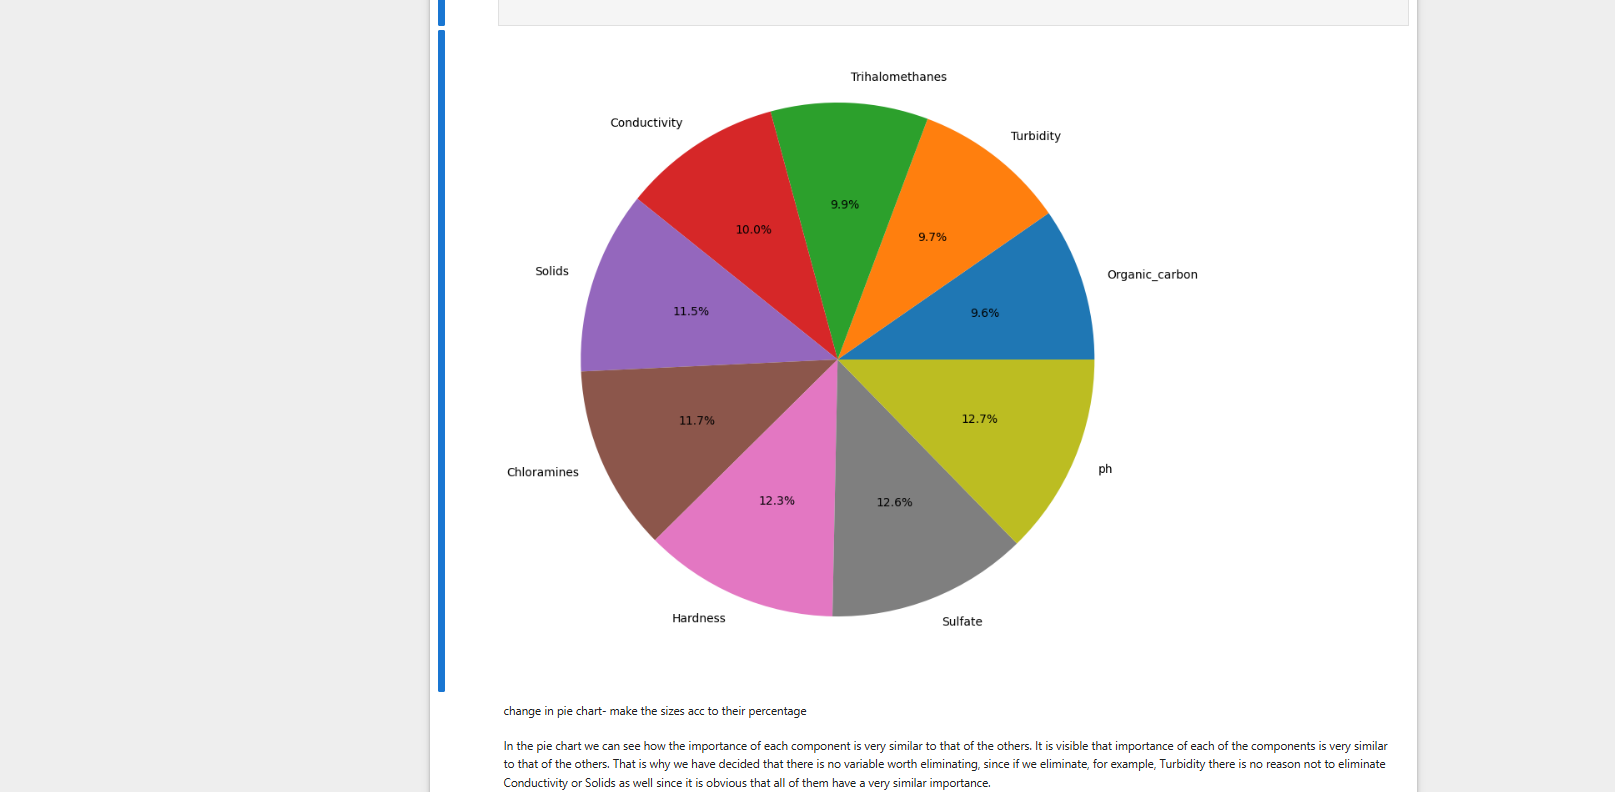 Trihalomethanes
Conductivity
Turbidity
9.9%
10.0%
9.7%
Solids
Organic_carbon
11.5%
9.6%
11.7%
12.7%
Chloramines
ph
12.3%
12.6%
Hardness
Sulfate
change in pie chart- make the sizes acc to their percentage
In the pie chart we can see how the importance of each component is very similar to that of the others. It is visible that importance of each of the components is very similar
to that of the others. That is why we have decided that there is no variable worth eliminating, since if we eliminate, for example, Turbidity there is no reason not to eliminate
Conductivity or Solids as well since it is obvious that all of them have a very similar importance.